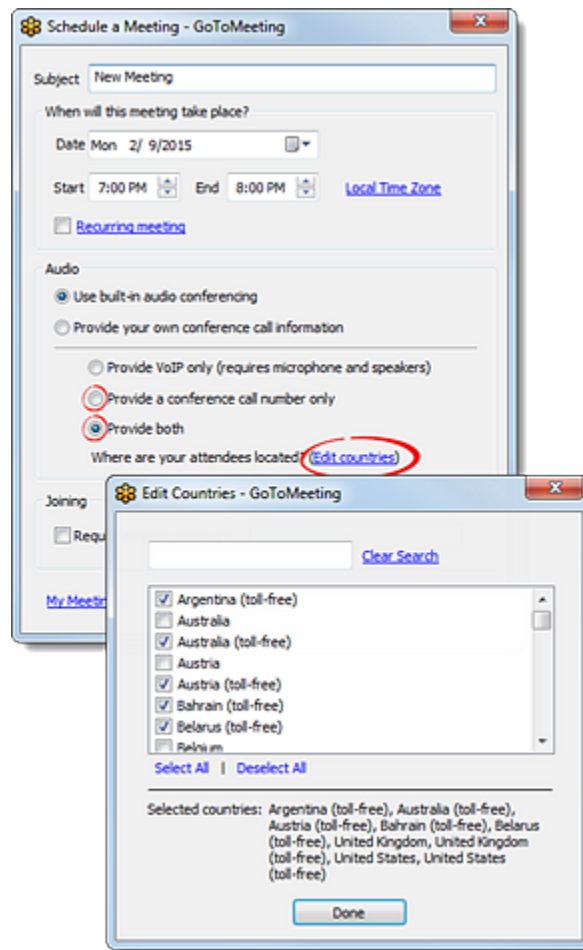 Schedule a Meeting - GoToMeeting
Subject New Meeting
When will this meeting take place?
Date Mon 2/ 9/2015
Start 7:00 PM End 8:00 PM Local Time Zone
Recurring meeting
Audio
Use built-in audio conferencing
Provide your own conference call information
Provide VoIP only (requires microphone and speakers)
Provide a conference call number only
Provide both
Where are your attendees located? (Edit countries)
Joining
My
Edit Countries - GoToMeeting
Clear Search
Argentina (toll-free)
Australia
Australia (toll-free)
Austria
Austria (toll-free)
Bahrain (toll-free)
Belarus (toll-free)
Belgium
Select All | Deselect All
Selected countries: Argentina (toll-free), Australia (toll-free),
Austria (toll-free), Bahrain (toll-free), Belarus
(toll-free), United Kingdom, United Kingdom
(toll-free), United States, United States
(toll-free)
Done